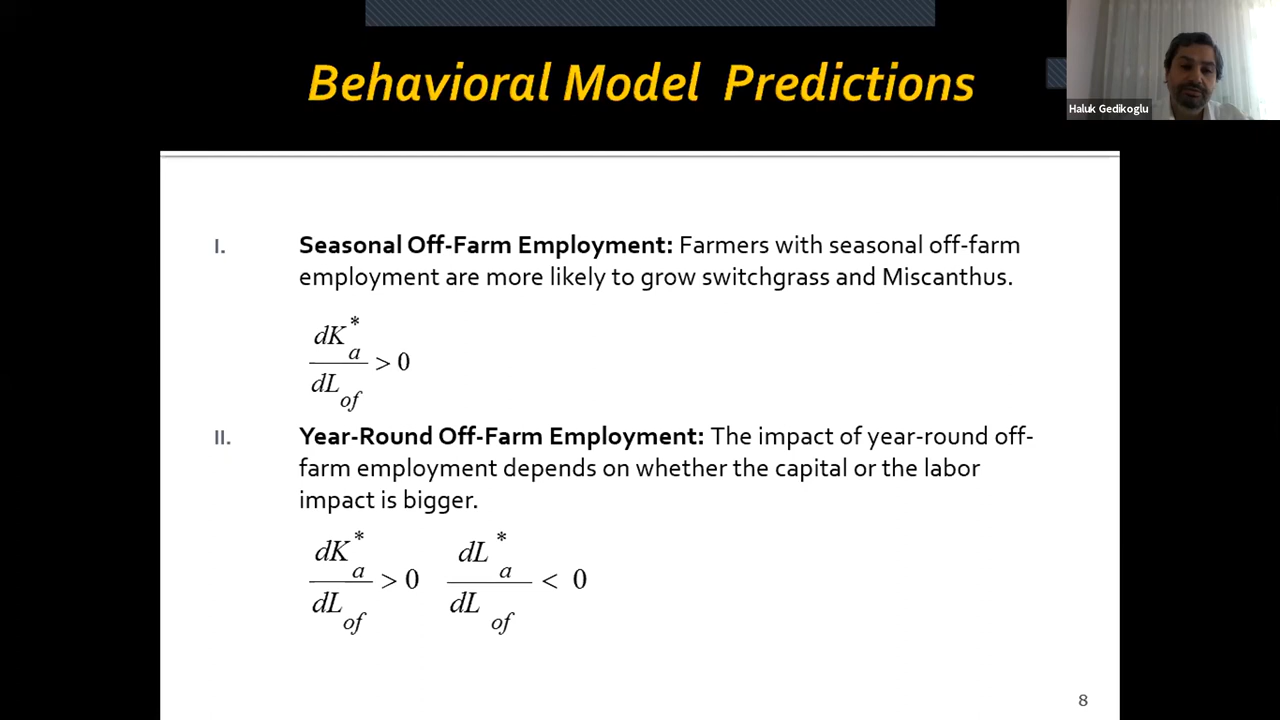 Behavioral Model Predictions
Haluk Gedikoglu
I. Seasonal Off-Farm Employment: Farmers with seasonal off-farm
employment are more likely to grow switchgrass and Miscanthus.
dK*a
dLof
> 0
II. Year-Round Off-Farm Employment: The impact of year-round off-
farm employment depends on whether the capital or the labor
impact is bigger.
dK*a
dLof
> 0
dL*a
dLof
< 0
8